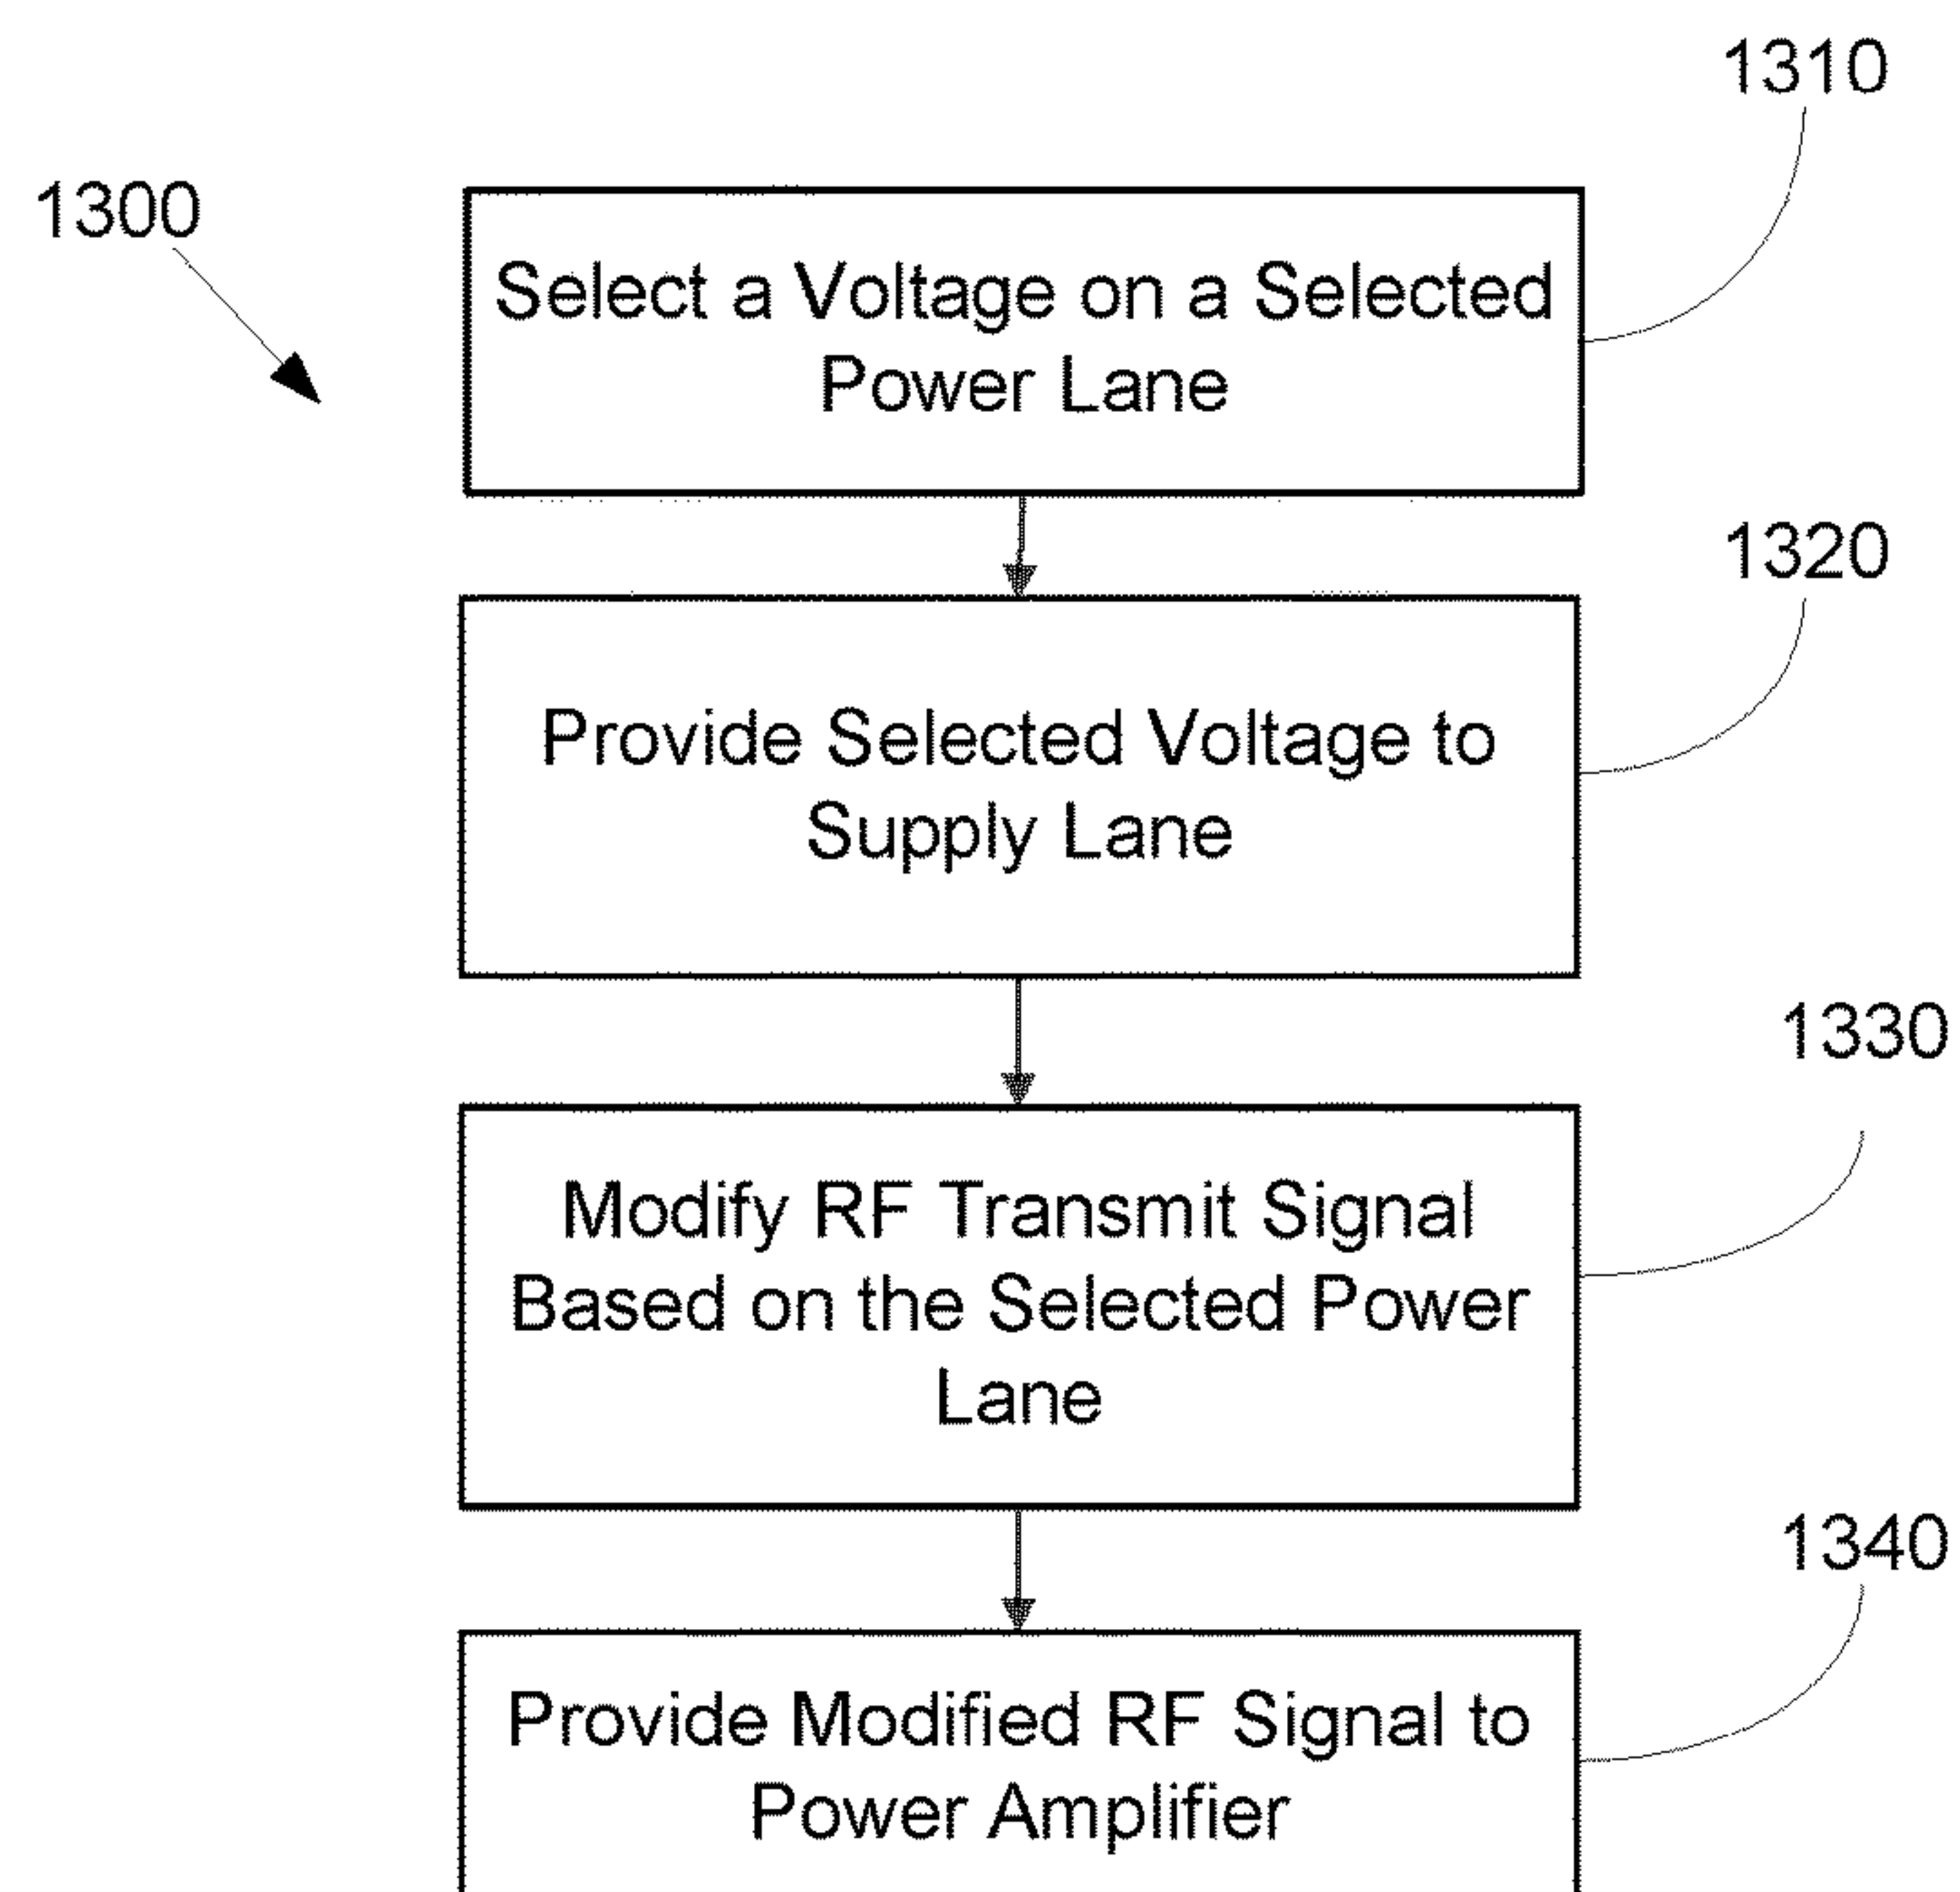 1310
1300
Select a Voltage on a Selected
Power Lane
1320
Provide Selected Voltage to
Supply Lane
1330
Modify RF Transmit Signal
Based on the Selected Power
Lane
1340
Provide Modified RF Signal to
Power Amplifier